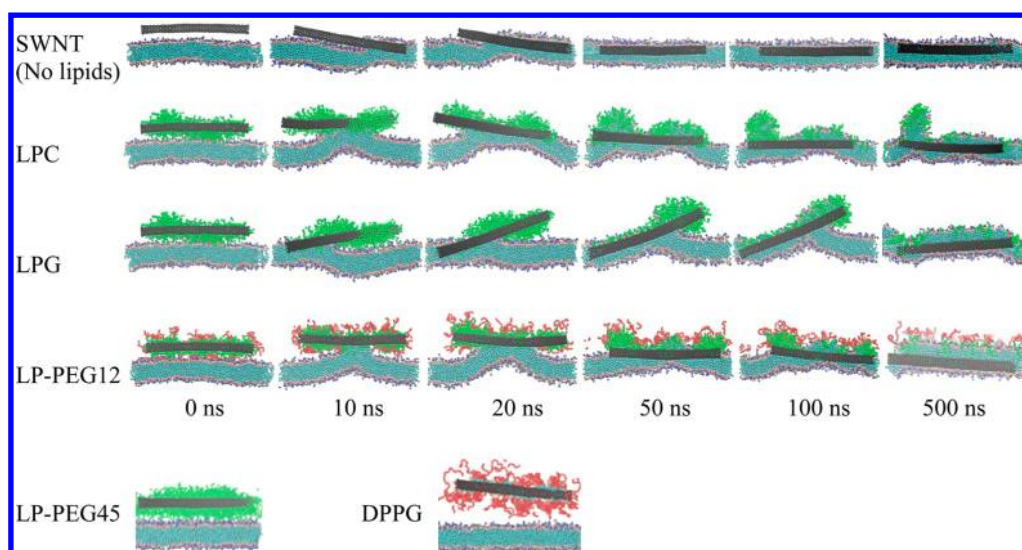 SWNT
(No lipids)
LPC
LPG
LP-PEG12
0 ns 10 ns 20 ns 50 ns 100 ns 500 ns
LP-PEG45 DPPG